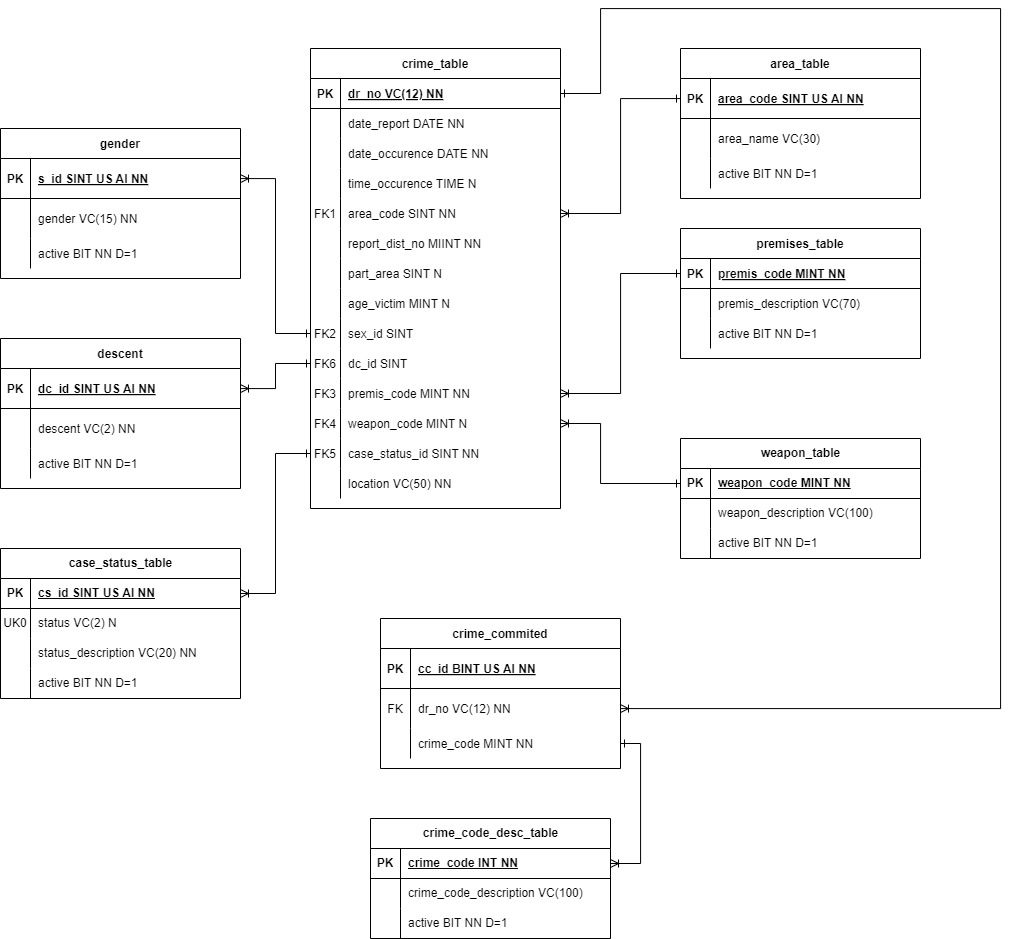 crime_table
PK dr_no VC(12) NN
date_report DATE NN
date_occurence DATE NN
time_occurence TIME N
FK1 area_code SINT NN
report_dist_no MIINT NN
part_area SINT N
age_victim MINT N
FK2 sex_id SINT
FK6 dc_id SINT
FK3 premis_code MINT NN
FK4 weapon_code MINT N
FK5 case_status_id SINT NN
location VC(50) NN
area_table
PK area_code SINT US AI NN
area_name VC(30)
active BIT NN D=1
gender
PK s_id SINT US AI NN
gender VC(15) NN
active BIT NN D=1
premises_table
PK premis_code MINT NN
premis_description VC(70)
active BIT NN D=1
descent
PK dc_id SINT US AI NN
descent VC(2) NN
active BIT NN D=1
weapon_table
PK weapon_code MINT NN
weapon_description VC(100)
active BIT NN D=1
case_status_table
PK cs_id SINT US AI NN
UK0 status VC(2) N
status_description VC(20) NN
active BIT NN D=1
crime_commited
PK cc_id BINT US AI NN
FK dr_no VC(12) NN
crime_code MINT NN
crime_code_desc_table
PK crime_code INT NN
crime_code_description VC(100)
active BIT NN D=1